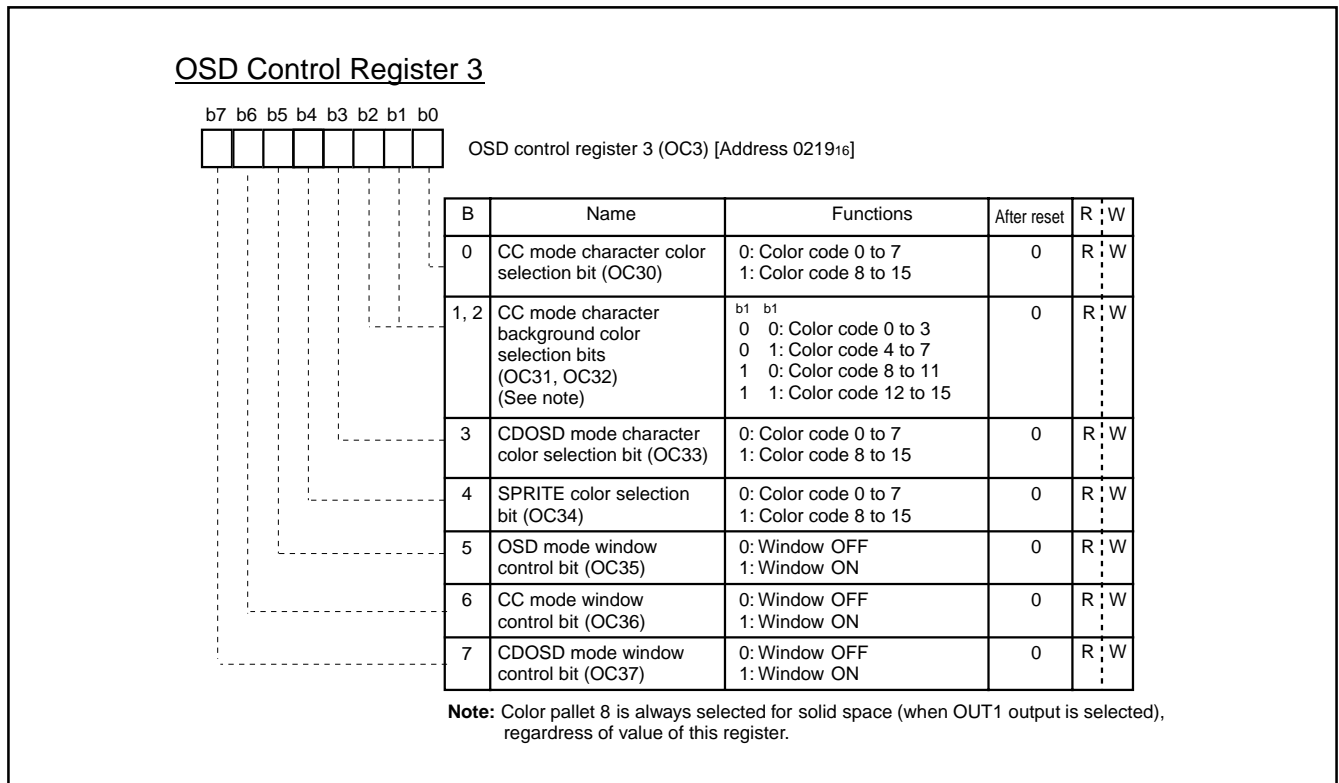 OSD Control Register 3
b7 b6 b5 b4 b3 b2 b1 b0
OSD control register 3 (OC3) [Address 021916]
B Name Functions After reset R W
0 CC mode character color 0: Color code 0 to 7 0 R W
selection bit (OC30) 1: Color code 8 to 15
1, 2 CC mode character b1 b1 0 R W
background color 0 0: Color code 0 to 3
selection bits 0 1: Color code 4 to 7
(OC31, OC32) 1 0: Color code 8 to 11
(See note) 1 1: Color code 12 to 15
3 CDOSD mode character 0: Color code 0 to 7 0 R W
color selection bit (OC33) 1: Color code 8 to 15
4 SPRITE color selection 0: Color code 0 to 7 0 R W
bit (OC34) 1: Color code 8 to 15
5 OSD mode window 0: Window OFF 0 R W
control bit (OC35) 1: Window ON
6 CC mode window 0: Window OFF 0 R W
control bit (OC36) 1: Window ON
7 CDOSD mode window 0: Window OFF 0 R W
control bit (OC37) 1: Window ON
Note: Color pallet 8 is always selected for solid space (when OUT1 output is selected),
regardress of value of this register.